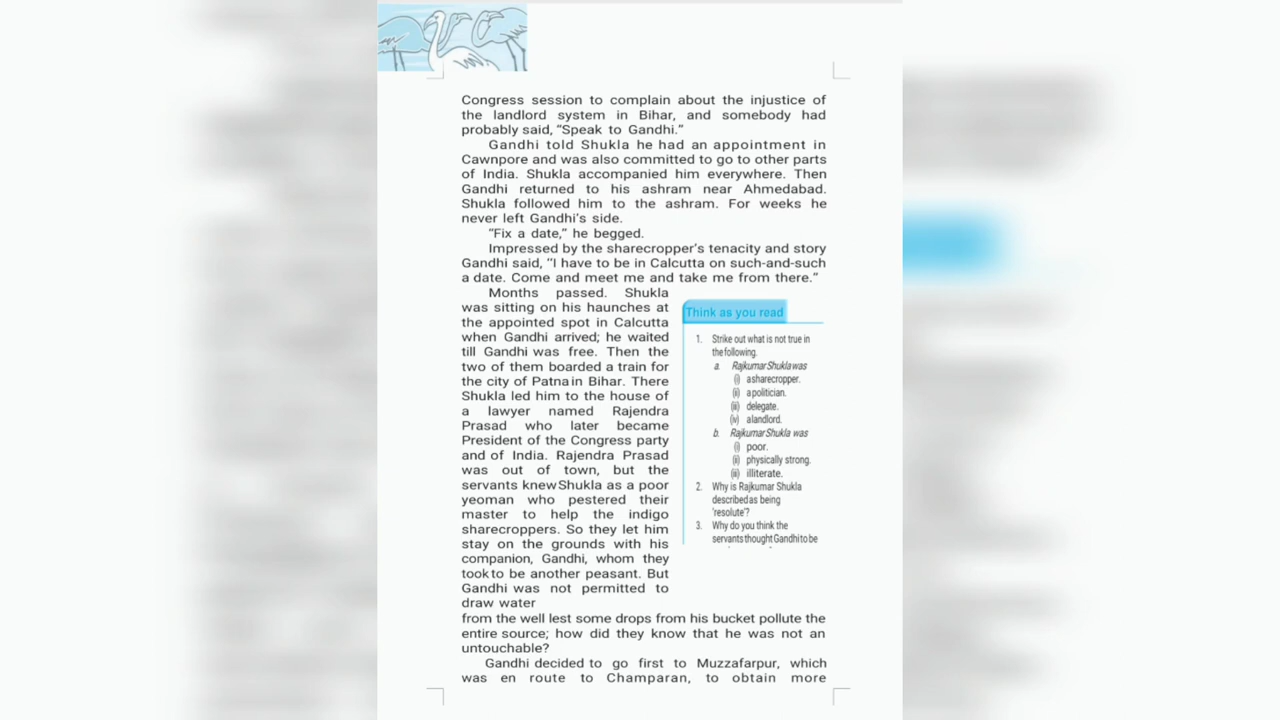 Congress session to complain about the injustice of
the landlord system in Bihar, and somebody had
probably said, “Speak to Gandhi.”
Gandhi told Shukla he had an appointment in
Cawnpore and was also committed to go to other parts
of India. Shukla accompanied him everywhere. Then
Gandhi returned to his ashram near Ahmedabad.
Shukla followed him to the ashram. For weeks he
never left Gandhi’s side.
“Fix a date,” he begged.
Impressed by the sharecropper’s tenacity and story
Gandhi said, “I have to be in Calcutta on such-and-such
a date. Come and meet me and take me from there.”
Months passed. Shukla
was sitting on his haunches at
the appointed spot in Calcutta
when Gandhi arrived; he waited
till Gandhi was free. Then the
two of them boarded a train for
the city of Patna in Bihar. There
Shukla led him to the house of
a lawyer named Rajendra
Prasad who later became
President of the Congress party
and of India. Rajendra Prasad
was out of town, but the
servants knew Shukla as a poor
yeoman who pestered their
master to help the indigo
sharecroppers. So they let him
stay on the grounds with his
companion, Gandhi, whom they
took to be another peasant. But
Gandhi was not permitted to
draw water
from the well lest some drops from his bucket pollute the
entire source; how did they know that he was not an
untouchable?
Gandhi decided to go first to Muzzafarpur, which
was en route to Champaran, to obtain more
Think as you read
1. Strike out what is not true in
the following.
a. Rajkumar Shukla was
(i) a sharecropper.
(ii) a politician.
(iii) delegate.
(iv) a landlord.
b. Rajkumar Shukla was
(i) poor.
(ii) physically strong.
(iii) illiterate.
2. Why is Rajkumar Shukla
described as being
‘resolute’?
3. Why do you think the
servants thought Gandhi to be